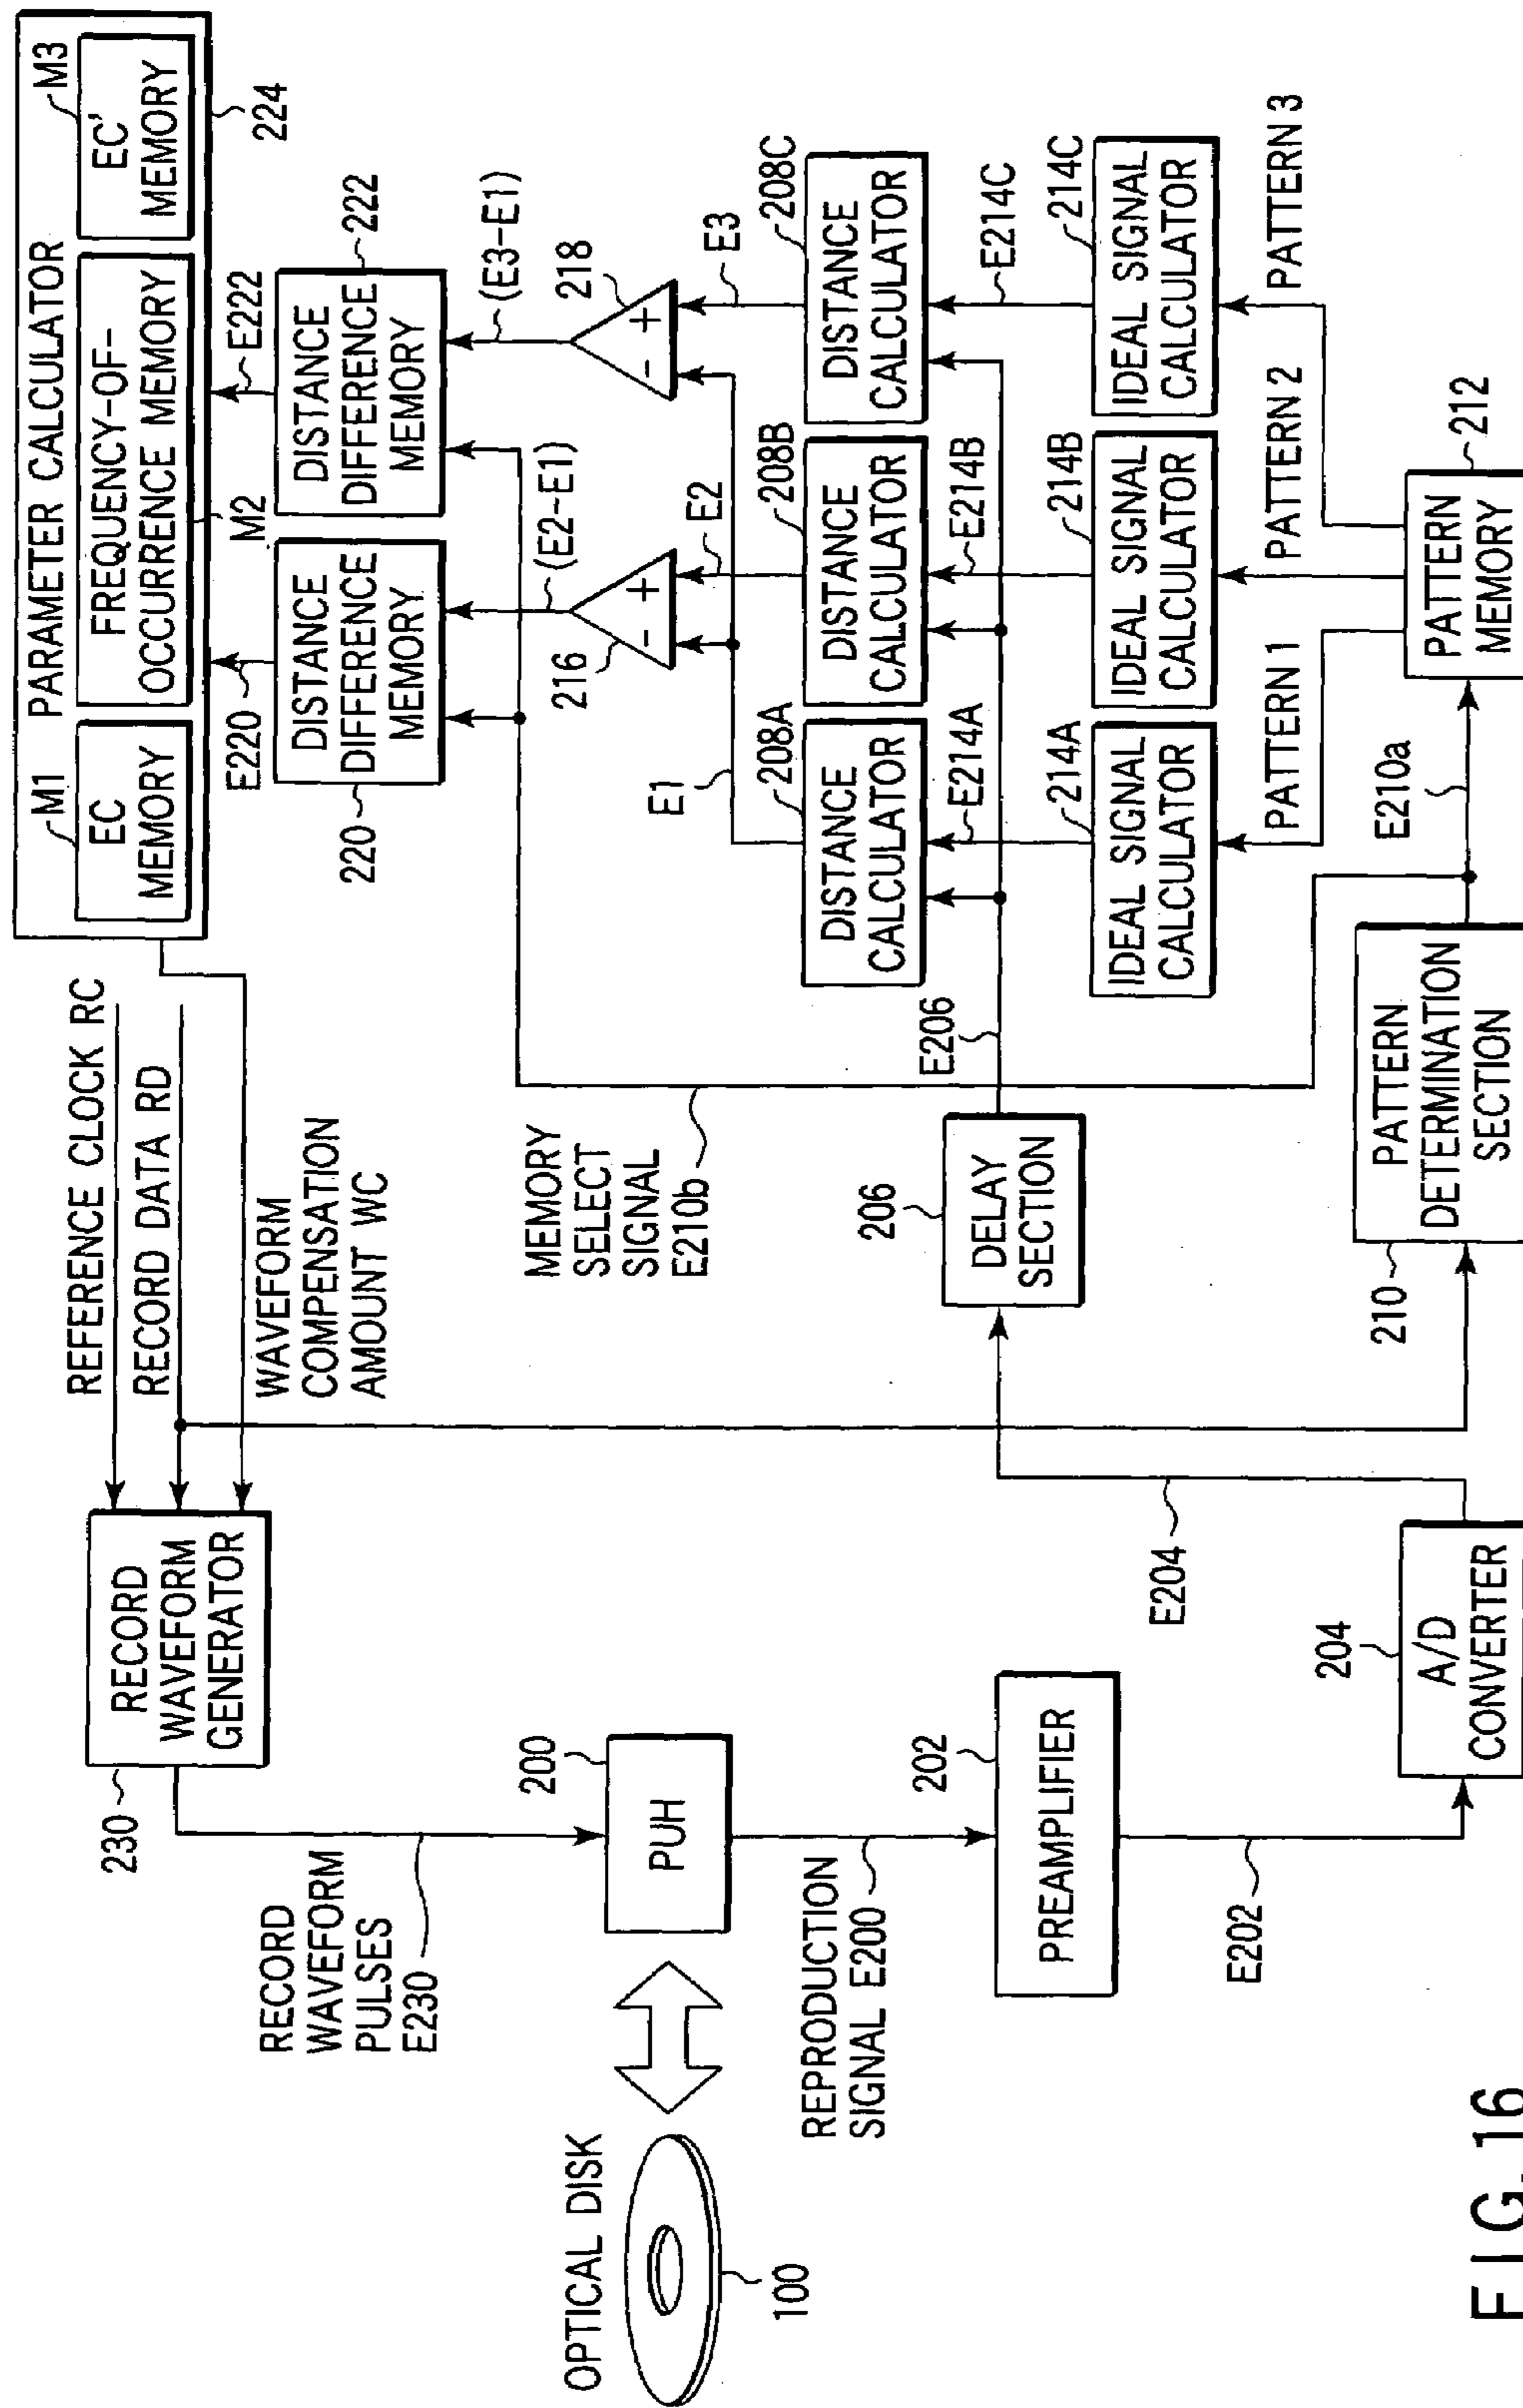 OPTICAL DISK
100
RECORD
WAVEFORM
PULSES
E230
230
RECORD
WAVEFORM
GENERATOR
REFERENCE CLOCK RC
RECORD DATA RD
WAVEFORM
COMPENSATION
AMOUNT WC
200
PUH
REPRODUCTION
SIGNAL E200
202
PREAMPLIFIER
E202
204
A/D
CONVERTER
E204
206
DELAY
SECTION
E206
MEMORY
SELECT
SIGNAL
E210b
210
PATTERN
DETERMINATION
SECTION
E210a
PATTERN
MEMORY
212
PATTERN 1
PATTERN 2
PATTERN 3
IDEAL SIGNAL
CALCULATOR
214A
IDEAL SIGNAL
CALCULATOR
214B
IDEAL SIGNAL
CALCULATOR
214C
E214A
E214B
E214C
DISTANCE
CALCULATOR
208A
DISTANCE
CALCULATOR
208B
DISTANCE
CALCULATOR
208C
E1
E2
E3
216
- +
218
- +
(E2-E1)
(E3-E1)
220
DISTANCE
DIFFERENCE
MEMORY
DISTANCE
DIFFERENCE
MEMORY
222
E220
E222
M1
PARAMETER CALCULATOR
M3
EC
MEMORY
FREQUENCY-OF-
OCCURRENCE MEMORY
EC'
MEMORY
M2
224
FIG. 16